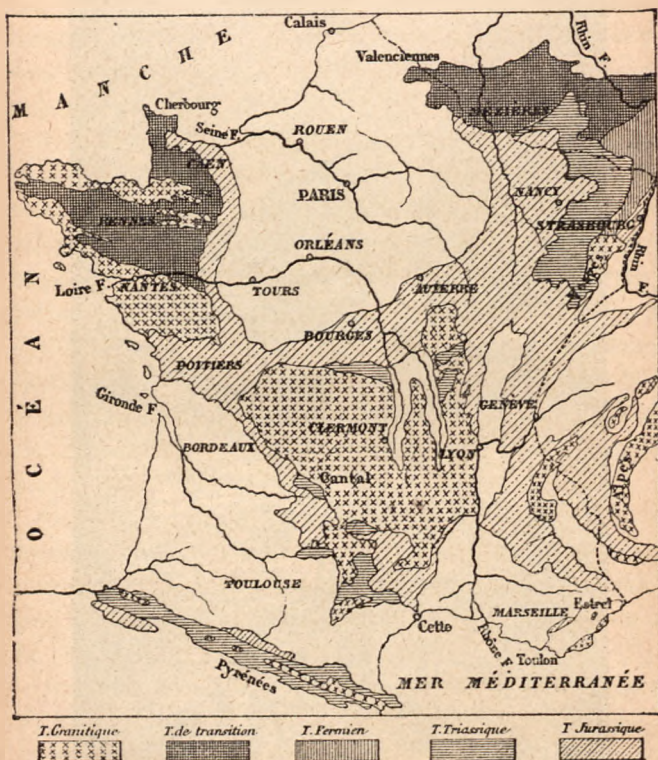 Calais
MANCHE
Valenciennes
Rhin F.
Cherbourg
MÉZIÈRES
Seine F.
ROUEN
CAEN
PARIS
NANCY
RENNES
STRASBOURG
ORLÉANS
Rhin F.
Loire F.
NANTES
TOURS
AUXERRE
BOURGES
OCÉAN
POITIERS
Gironde F.
GENÈVE
CLERMONT
BORDEAUX
LYON
Cantal
Alpes
TOULOUSE
MARSEILLE
Estrel
Cette
Rhône F.
Toulon
Pyrénées
MER MÉDITERRANÉE
T. Granitique
T. de transition
T. Permien
T. Triassique
T Jurassique